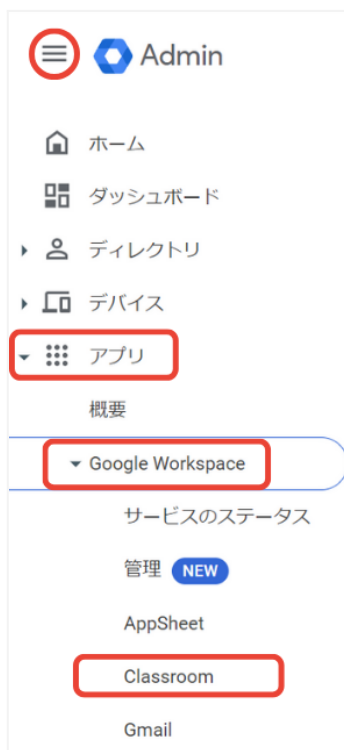 Admin
ホーム
ダッシュボード
ディレクトリ
デバイス
アプリ
概要
Google Workspace
サービスのステータス
管理 NEW
AppSheet
Classroom
Gmail